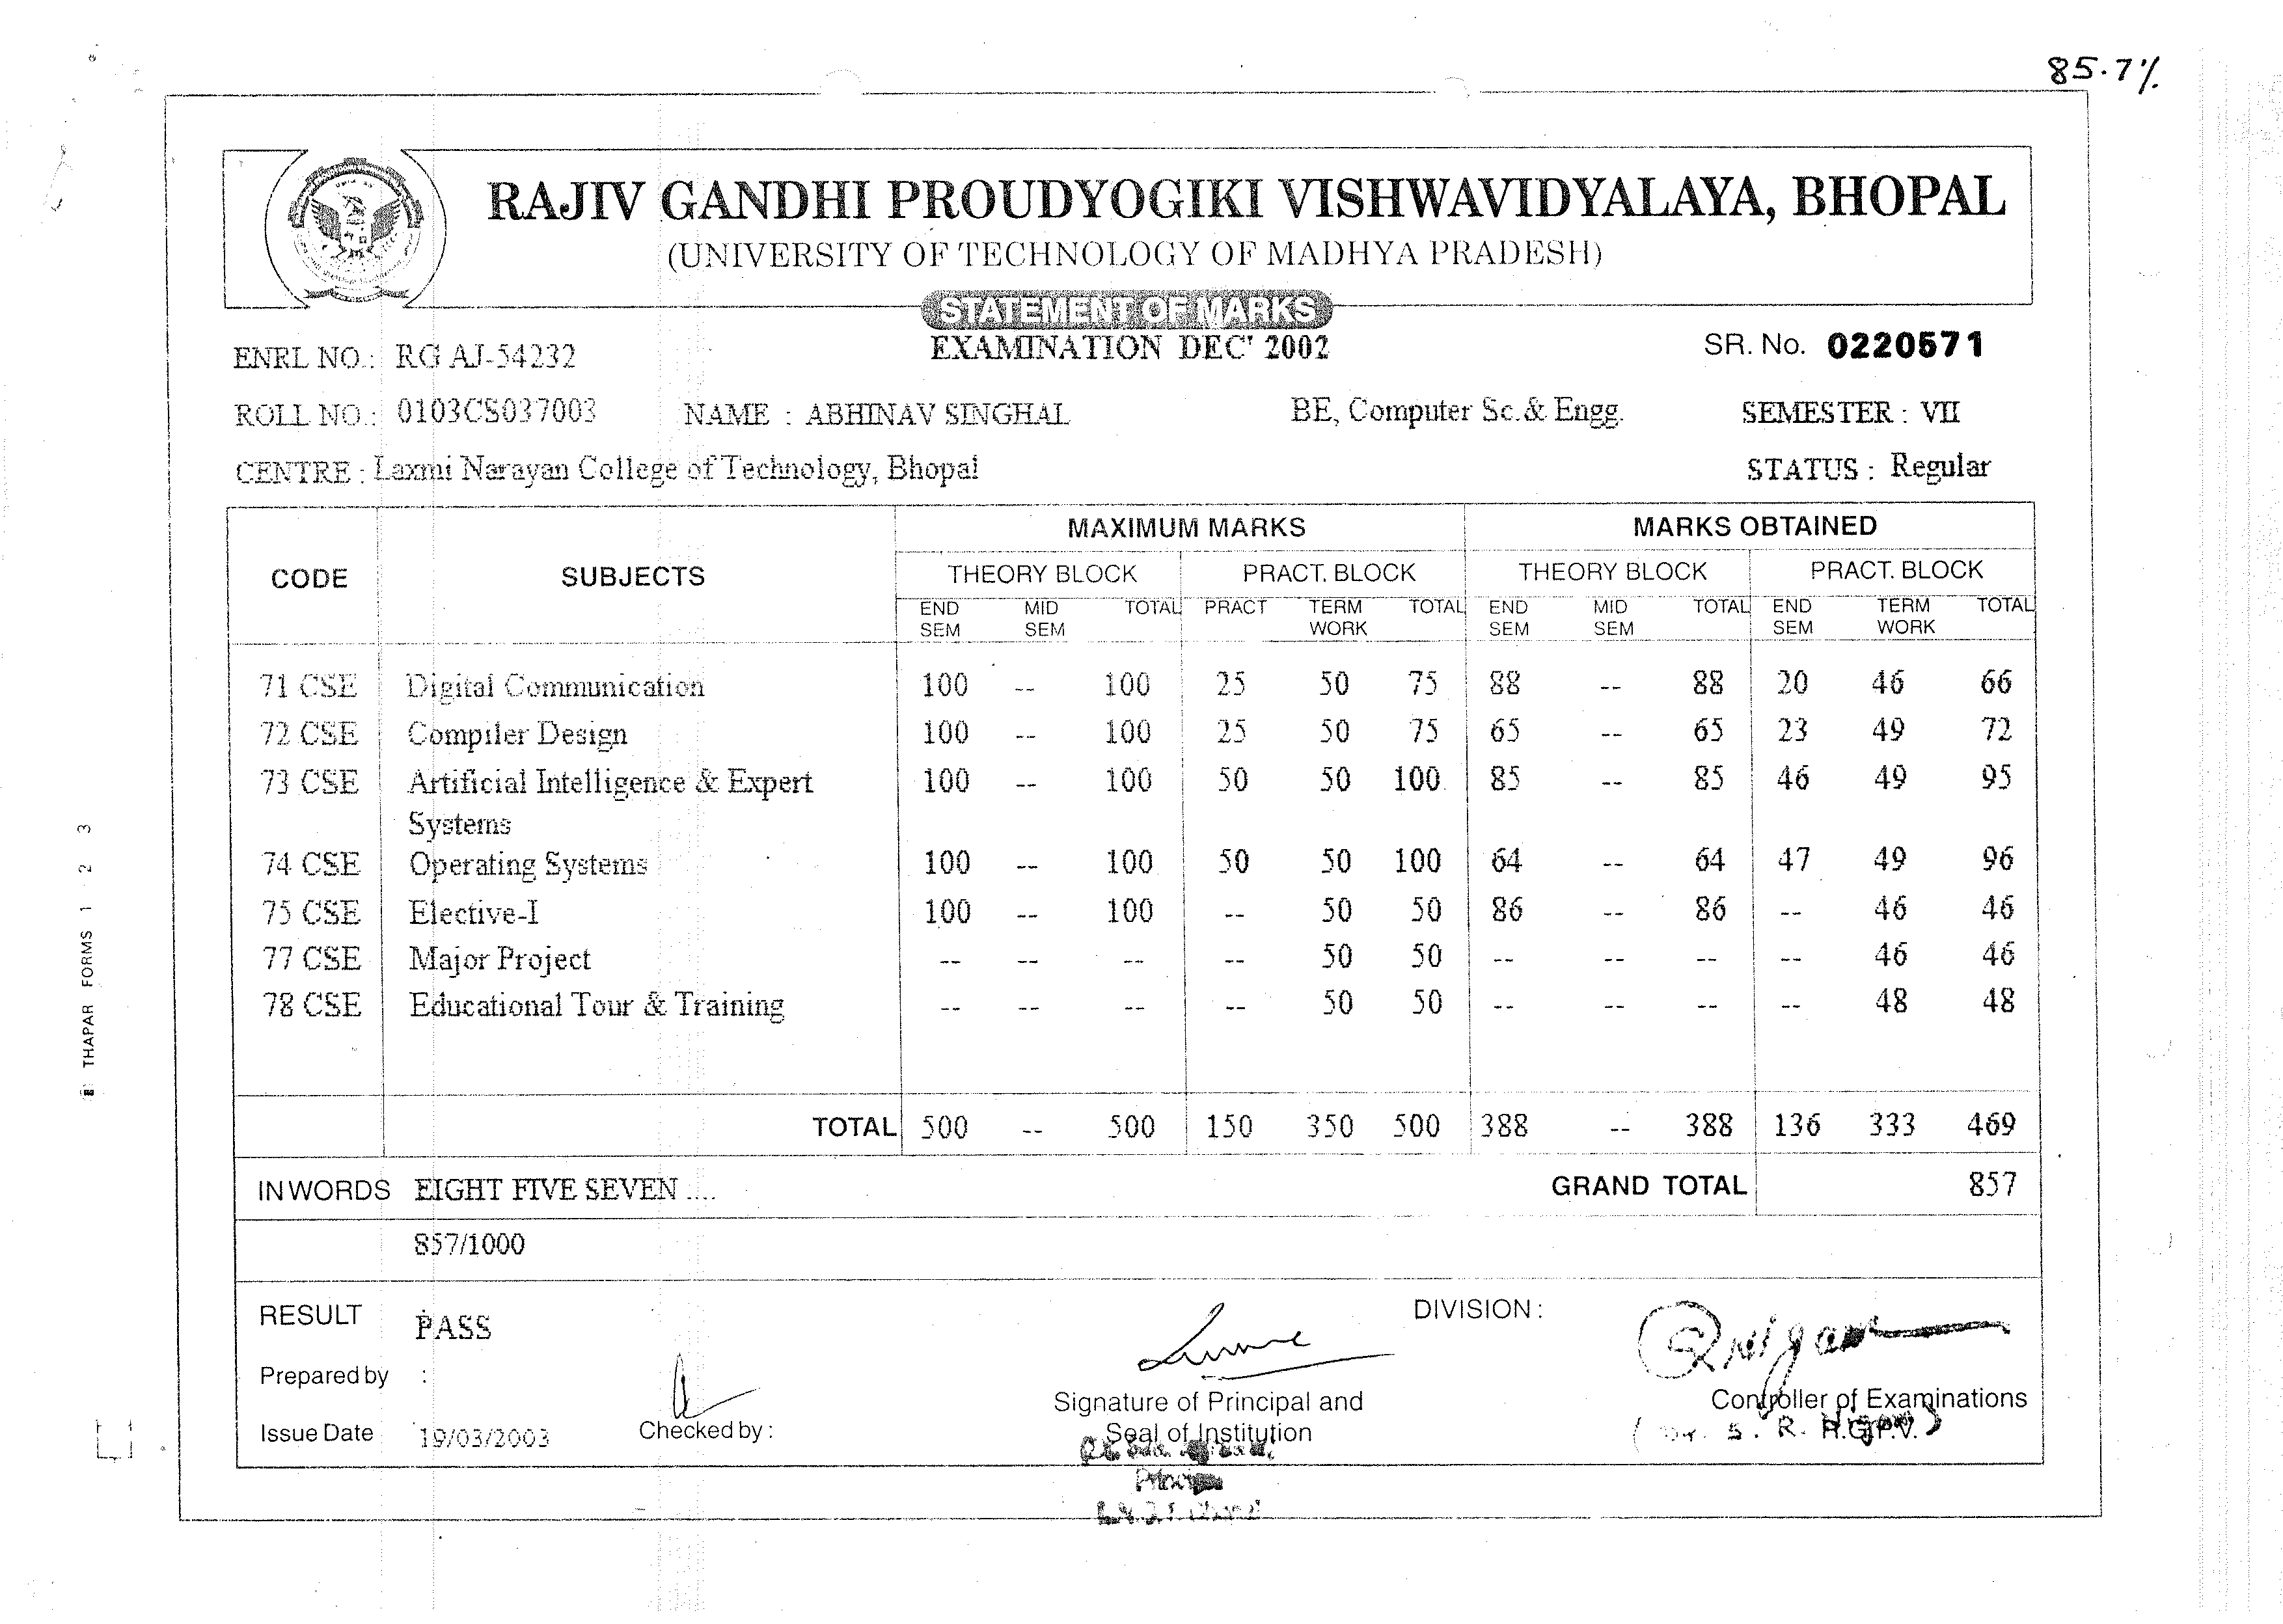 85.7%
RAJIV GANDHI PROUDYOGIKI VISHWAVIDYALAYA, BHOPAL
(UNIVERSITY OF TECHNOLOGY OF MADHYA PRADESH)
STATEMENT OF MARKS
ENRL NO.: RG AJ-54232 EXAMINATION DEC' 2002 SR. No. 0220571
ROLL NO.: 0103CS037003 NAME : ABHINAV SINGHAL BE, Computer Sc.& Engg. SEMESTER : VII
CENTRE : Laxmi Narayan College of Technology, Bhopal STATUS : Regular
MAXIMUM MARKS MARKS OBTAINED
CODE SUBJECTS THEORY BLOCK PRACT. BLOCK THEORY BLOCK PRACT. BLOCK
END SEM MID SEM TOTAL PRACT TERM WORK TOTAL END SEM MID SEM TOTAL END SEM TERM WORK TOTAL
71 CSE Digital Communication 100 -- 100 25 50 75 88 -- 88 20 46 66
72 CSE Compiler Design 100 -- 100 25 50 75 65 -- 65 23 49 72
73 CSE Artificial Intelligence & Expert 100 -- 100 50 50 100 85 -- 85 46 49 95
Systems
74 CSE Operating Systems 100 -- 100 50 50 100 64 -- 64 47 49 96
75 CSE Elective-I 100 -- 100 -- 50 50 86 -- 86 -- 46 46
77 CSE Major Project -- -- -- -- 50 50 -- -- -- -- 46 46
78 CSE Educational Tour & Training -- -- -- -- 50 50 -- -- -- -- 48 48
TOTAL 500 -- 500 150 350 500 388 -- 388 136 333 469
IN WORDS EIGHT FIVE SEVEN .... GRAND TOTAL 857
857/1000
RESULT PASS DIVISION :
Prepared by :
Signature of Principal and Controller of Examinations
Issue Date 19/03/2003 Checked by : Seal of Institution R.G.P.V.
S. R.
THAPAR FORMS 1 2 3